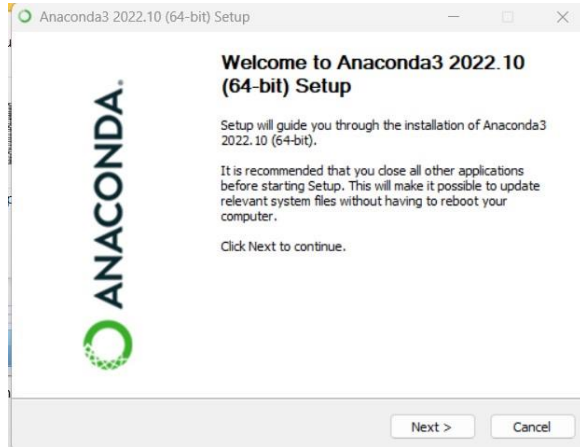 Anaconda3 2022.10 (64-bit) Setup
ANACONDA.
Welcome to Anaconda3 2022.10
(64-bit) Setup
Setup will guide you through the installation of Anaconda3
2022.10 (64-bit).
It is recommended that you close all other applications
before starting Setup. This will make it possible to update
relevant system files without having to reboot your
computer.
Click Next to continue.
Next >
Cancel